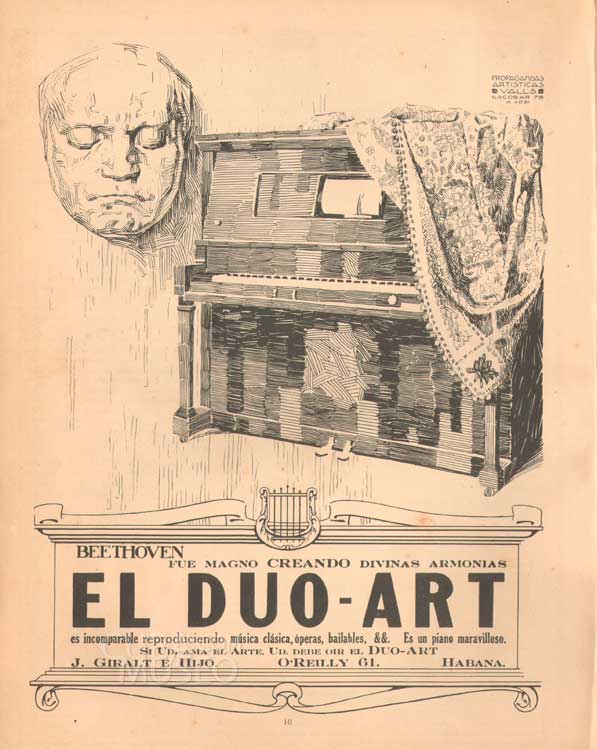 PROPAGANDAS
ARTISTICAS
VALLS
ESCOBAR 78
BEETHOVEN
FUE MAGNO CREANDO DIVINAS ARMONIAS
EL DUO-ART
es incomparable reproduciendo música clásica, óperas, bailables, &&. Es un piano maravilloso.
SI UD. AMA EL ARTE, UD. DEBE OIR EL DUO-ART
J. GIRALT É HIJO. O'REILLY 61. HABANA.
MUSEO
10